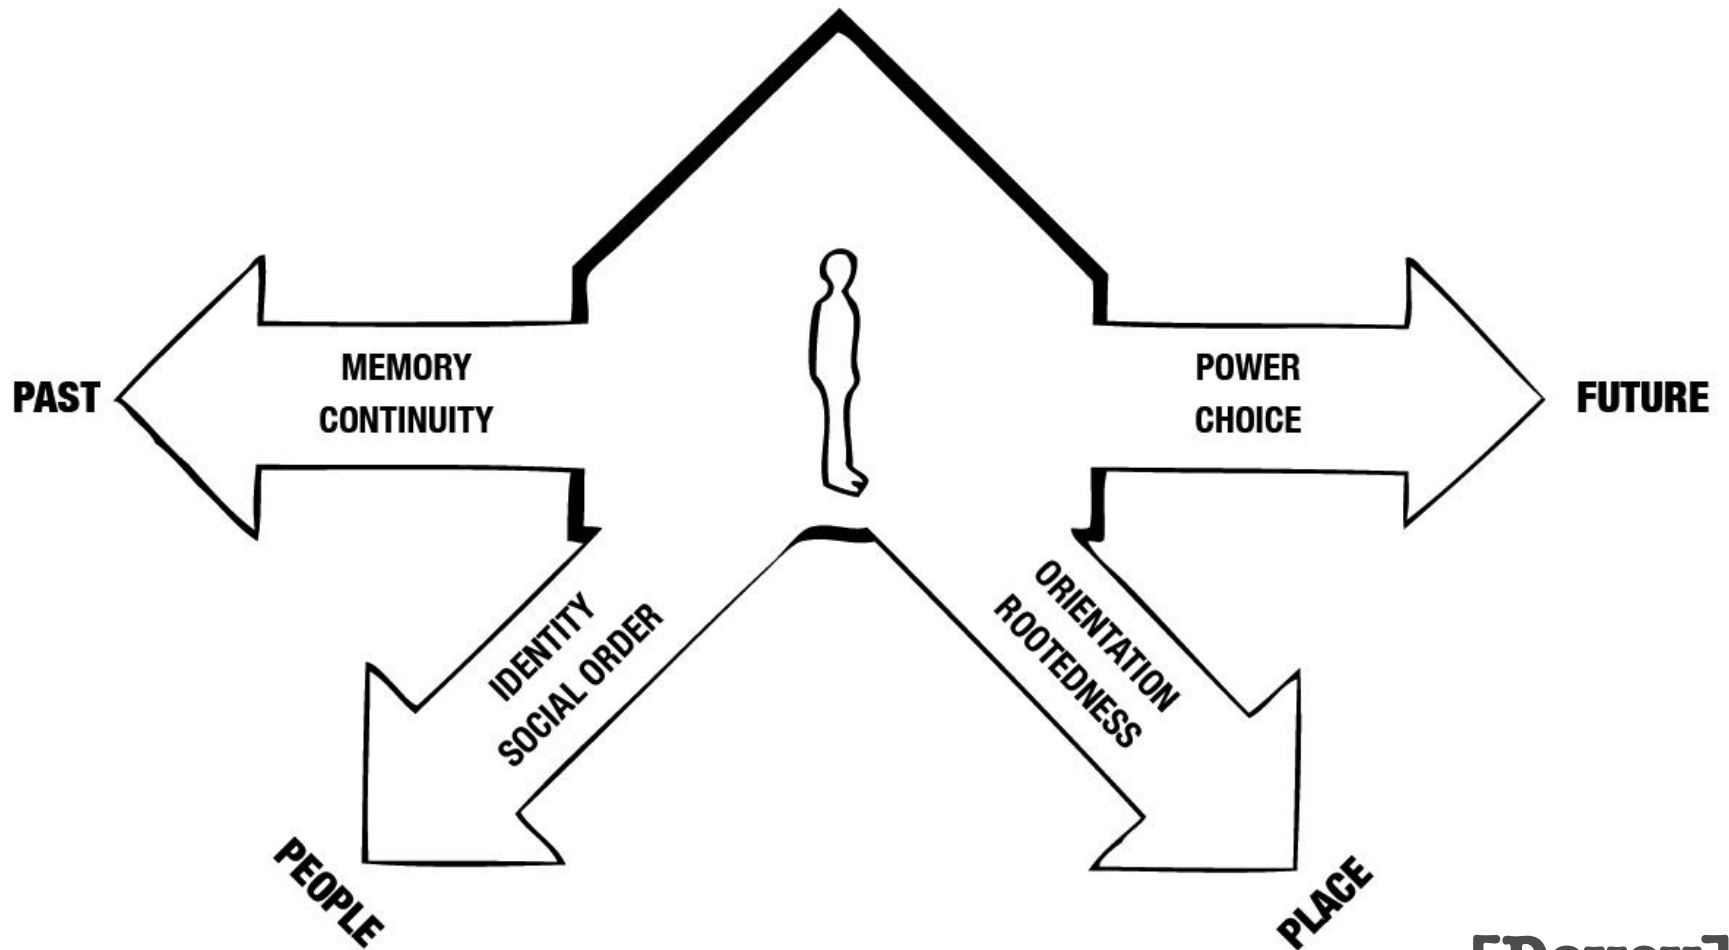 PAST
MEMORY
CONTINUITY
POWER
CHOICE
FUTURE
IDENTITY
SOCIAL ORDER
ORIENTATION
ROOTEDNESS
PEOPLE
PLACE